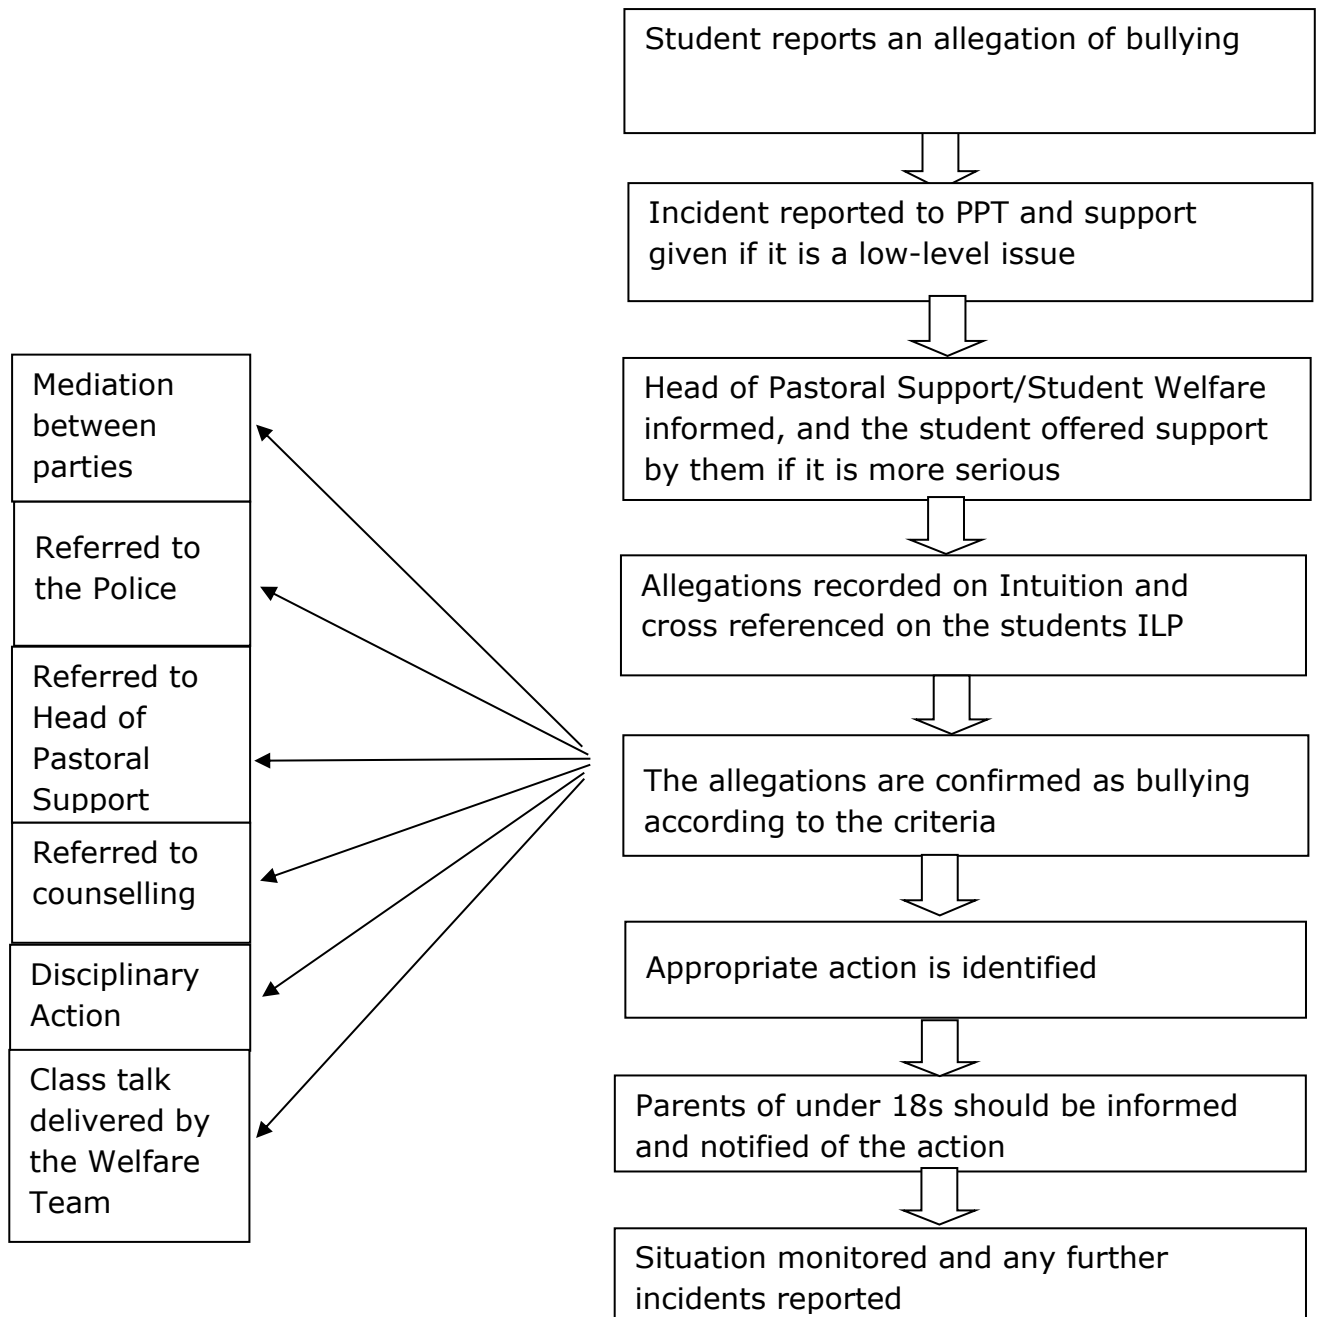 Student reports an allegation of bullying
Incident reported to PPT and support
given if it is a low-level issue
Head of Pastoral Support/Student Welfare
informed, and the student offered support
by them if it is more serious
Allegations recorded on Intuition and
cross referenced on the students ILP
The allegations are confirmed as bullying
according to the criteria
Mediation
between
parties
Referred to
the Police
Referred to
Head of
Pastoral
Support
Referred to
counselling
Disciplinary
Action
Class talk
delivered by
the Welfare
Team
Appropriate action is identified
Parents of under 18s should be informed
and notified of the action
Situation monitored and any further
incidents reported